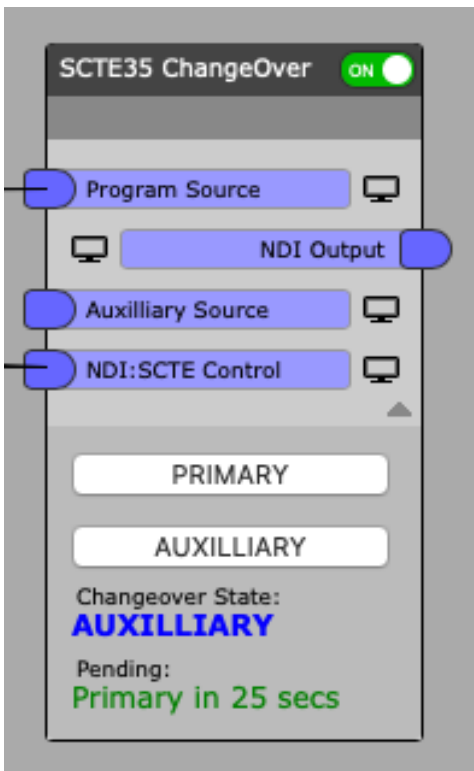 SCTE35 ChangeOver ON
Program Source
NDI Output
Auxilliary Source
NDI:SCTE Control
PRIMARY
AUXILLIARY
Changeover State:
AUXILLIARY
Pending:
Primary in 25 secs